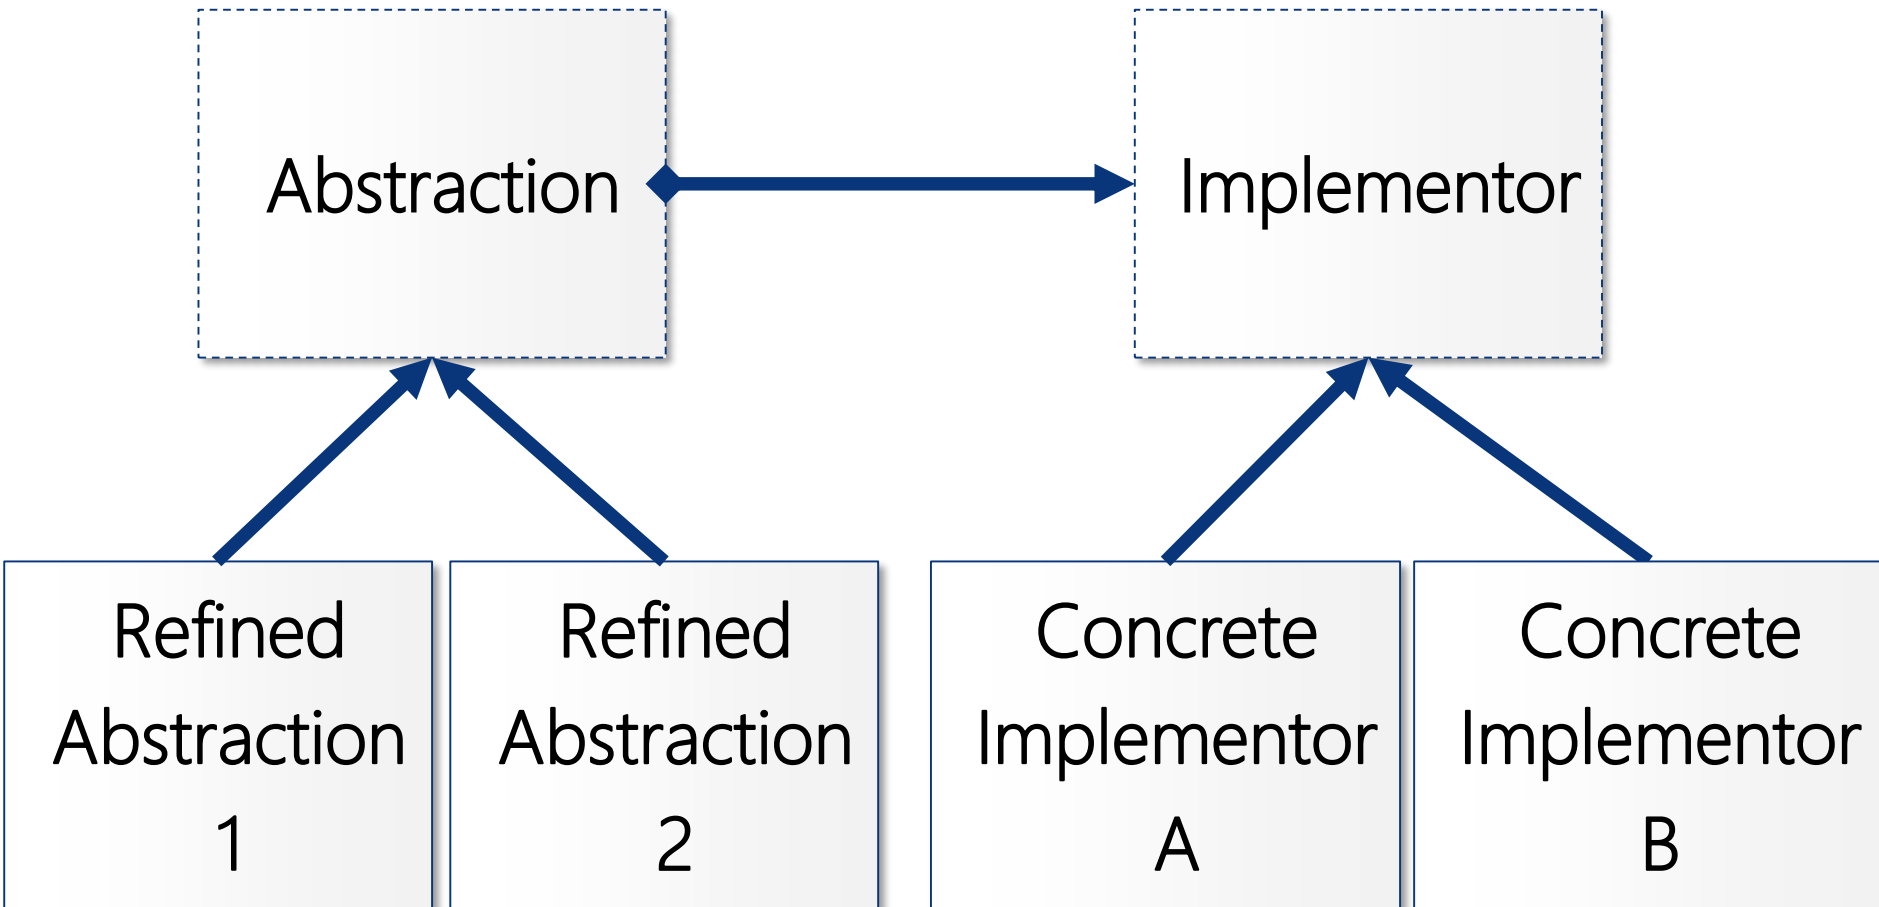 Abstraction
Implementor
Refined
Abstraction
1
Refined
Abstraction
2
Concrete
Implementor
A
Concrete
Implementor
B